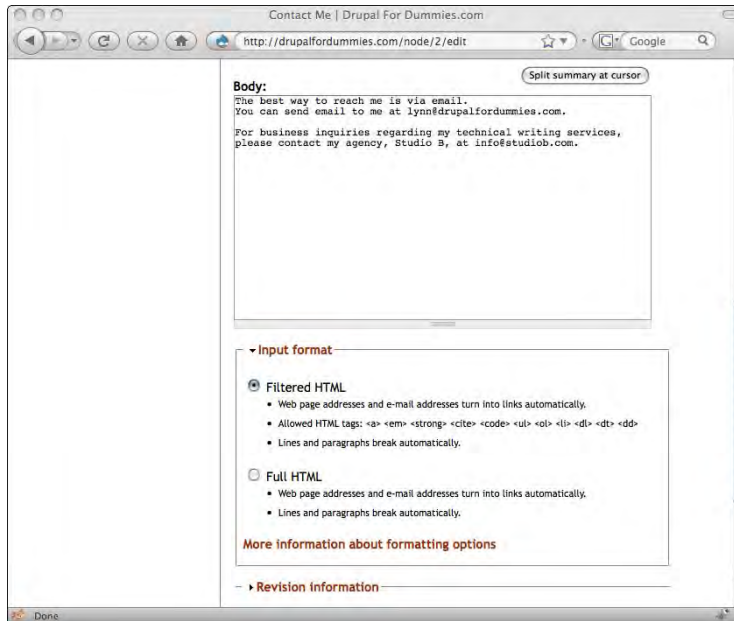 Contact Me | Drupal For Dummies.com
http://drupalfordummies.com/node/2/edit
Google
Split summary at cursor
Body:
The best way to reach me is via email.
You can send email to me at lynn@drupalfordummies.com.
For business inquiries regarding my technical writing services,
please contact my agency, Studio B, at info@studiob.com.
Input format
Filtered HTML
• Web page addresses and e-mail addresses turn into links automatically.
• Allowed HTML tags: <a> <em> <strong> <cite> <code> <ul> <ol> <li> <dl> <dt> <dd>
• Lines and paragraphs break automatically.
Full HTML
• Web page addresses and e-mail addresses turn into links automatically.
• Lines and paragraphs break automatically.
More information about formatting options
Revision information
Done